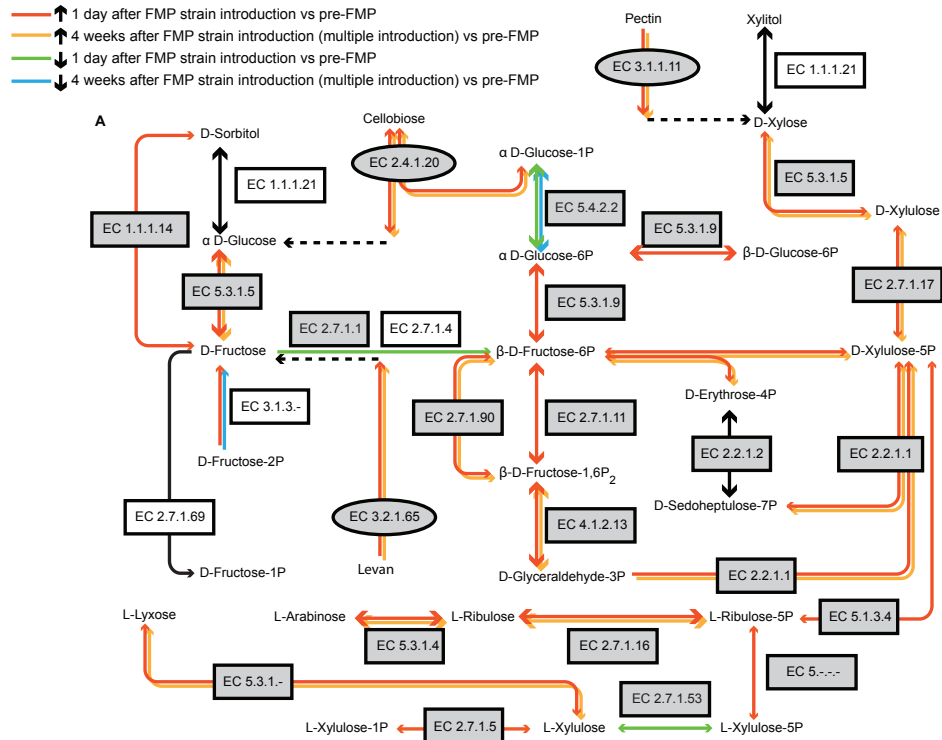 1 day after FMP strain introduction vs pre-FMP
4 weeks after FMP strain introduction (multiple introduction) vs pre-FMP
1 day after FMP strain introduction vs pre-FMP
4 weeks after FMP strain introduction (multiple introduction) vs pre-FMP
Pectin
Xylitol
EC 3.1.1.11
EC 1.1.1.21
A
Cellobiose
D-Xylose
D-Sorbitol
α D-Glucose-1P
EC 2.4.1.20
EC 5.3.1.5
EC 1.1.1.21
EC 5.4.2.2
D-Xylulose
EC 1.1.1.14
EC 5.3.1.9
α D-Glucose
α D-Glucose-6P
β-D-Glucose-6P
EC 5.3.1.5
EC 5.3.1.9
EC 2.7.1.17
EC 2.7.1.1
EC 2.7.1.4
D-Fructose
β-D-Fructose-6P
D-Xylulose-5P
D-Erythrose-4P
EC 3.1.3.-
EC 2.7.1.90
EC 2.7.1.11
EC 2.2.1.2
EC 2.2.1.1
D-Fructose-2P
β-D-Fructose-1,6P2
D-Sedoheptulose-7P
EC 2.7.1.69
EC 3.2.1.65
EC 4.1.2.13
D-Fructose-1P
Levan
D-Glyceraldehyde-3P
EC 2.2.1.1
L-Lyxose
L-Arabinose
L-Ribulose
L-Ribulose-5P
EC 5.1.3.4
EC 5.3.1.4
EC 2.7.1.16
EC 5.3.1.-
EC 5.-.-.-
EC 2.7.1.53
L-Xylulose-1P
EC 2.7.1.5
L-Xylulose
L-Xylulose-5P